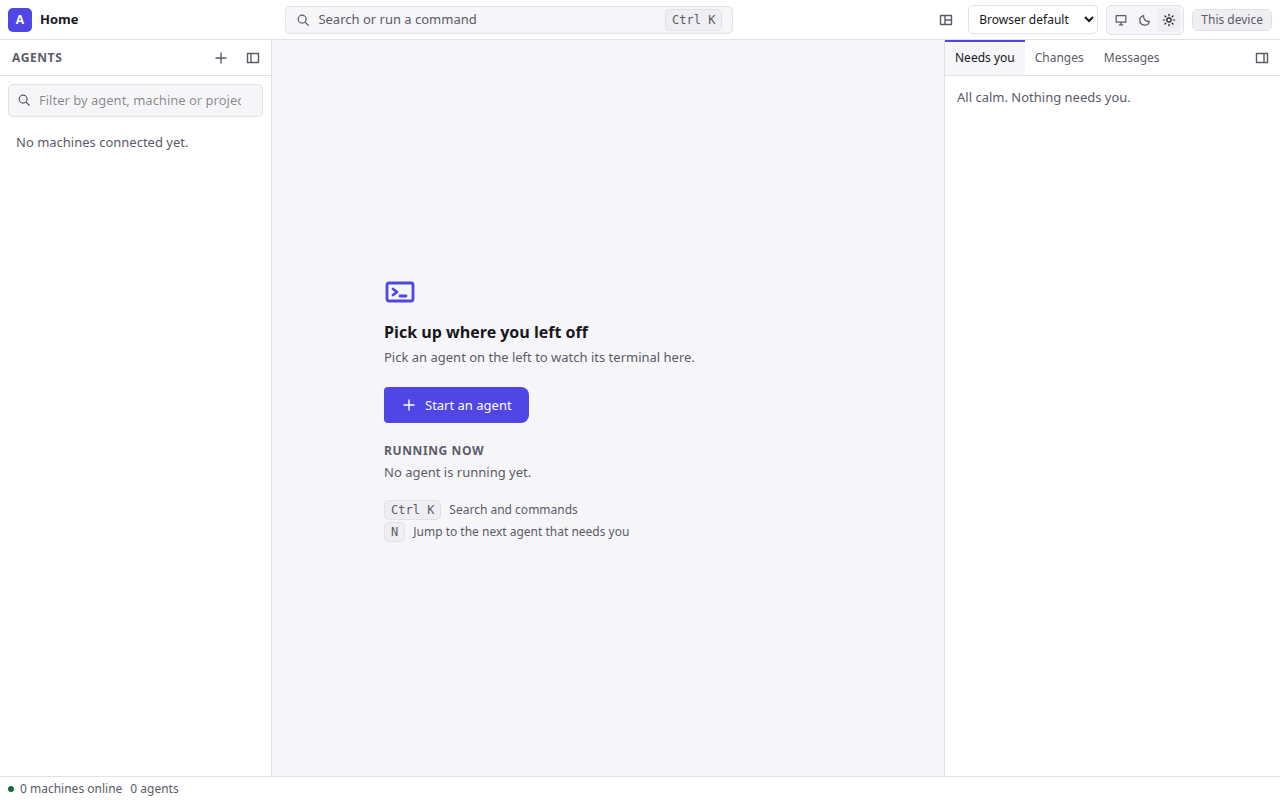 A Home
Search or run a command Ctrl K
Browser default
This device
AGENTS
Filter by agent, machine or projec
No machines connected yet.
Pick up where you left off
Pick an agent on the left to watch its terminal here.
Start an agent
RUNNING NOW
No agent is running yet.
Ctrl K Search and commands
N Jump to the next agent that needs you
Needs you Changes Messages
All calm. Nothing needs you.
0 machines online 0 agents